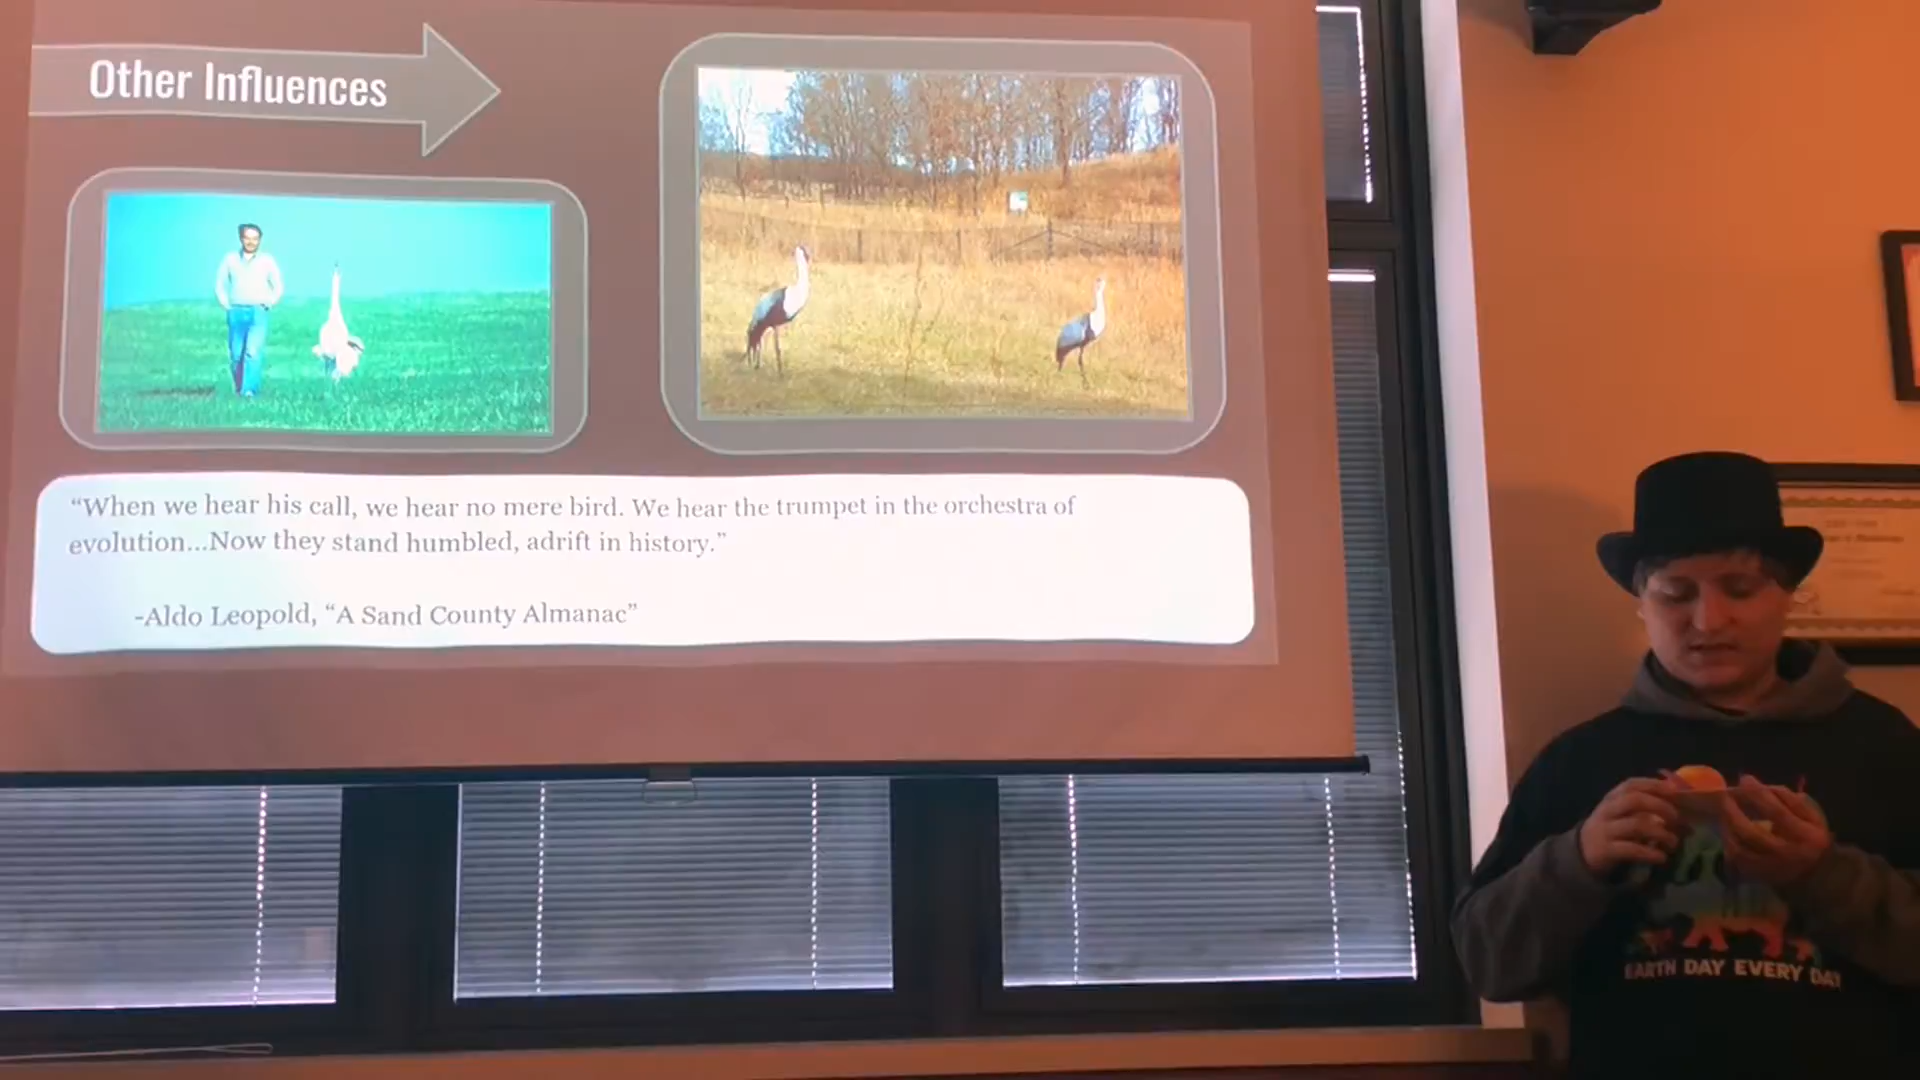 Other Influences
“When we hear his call, we hear no mere bird. We hear the trumpet in the orchestra of
evolution...Now they stand humbled, adrift in history.”
-Aldo Leopold, “A Sand County Almanac”
EARTH DAY EVERY DAY